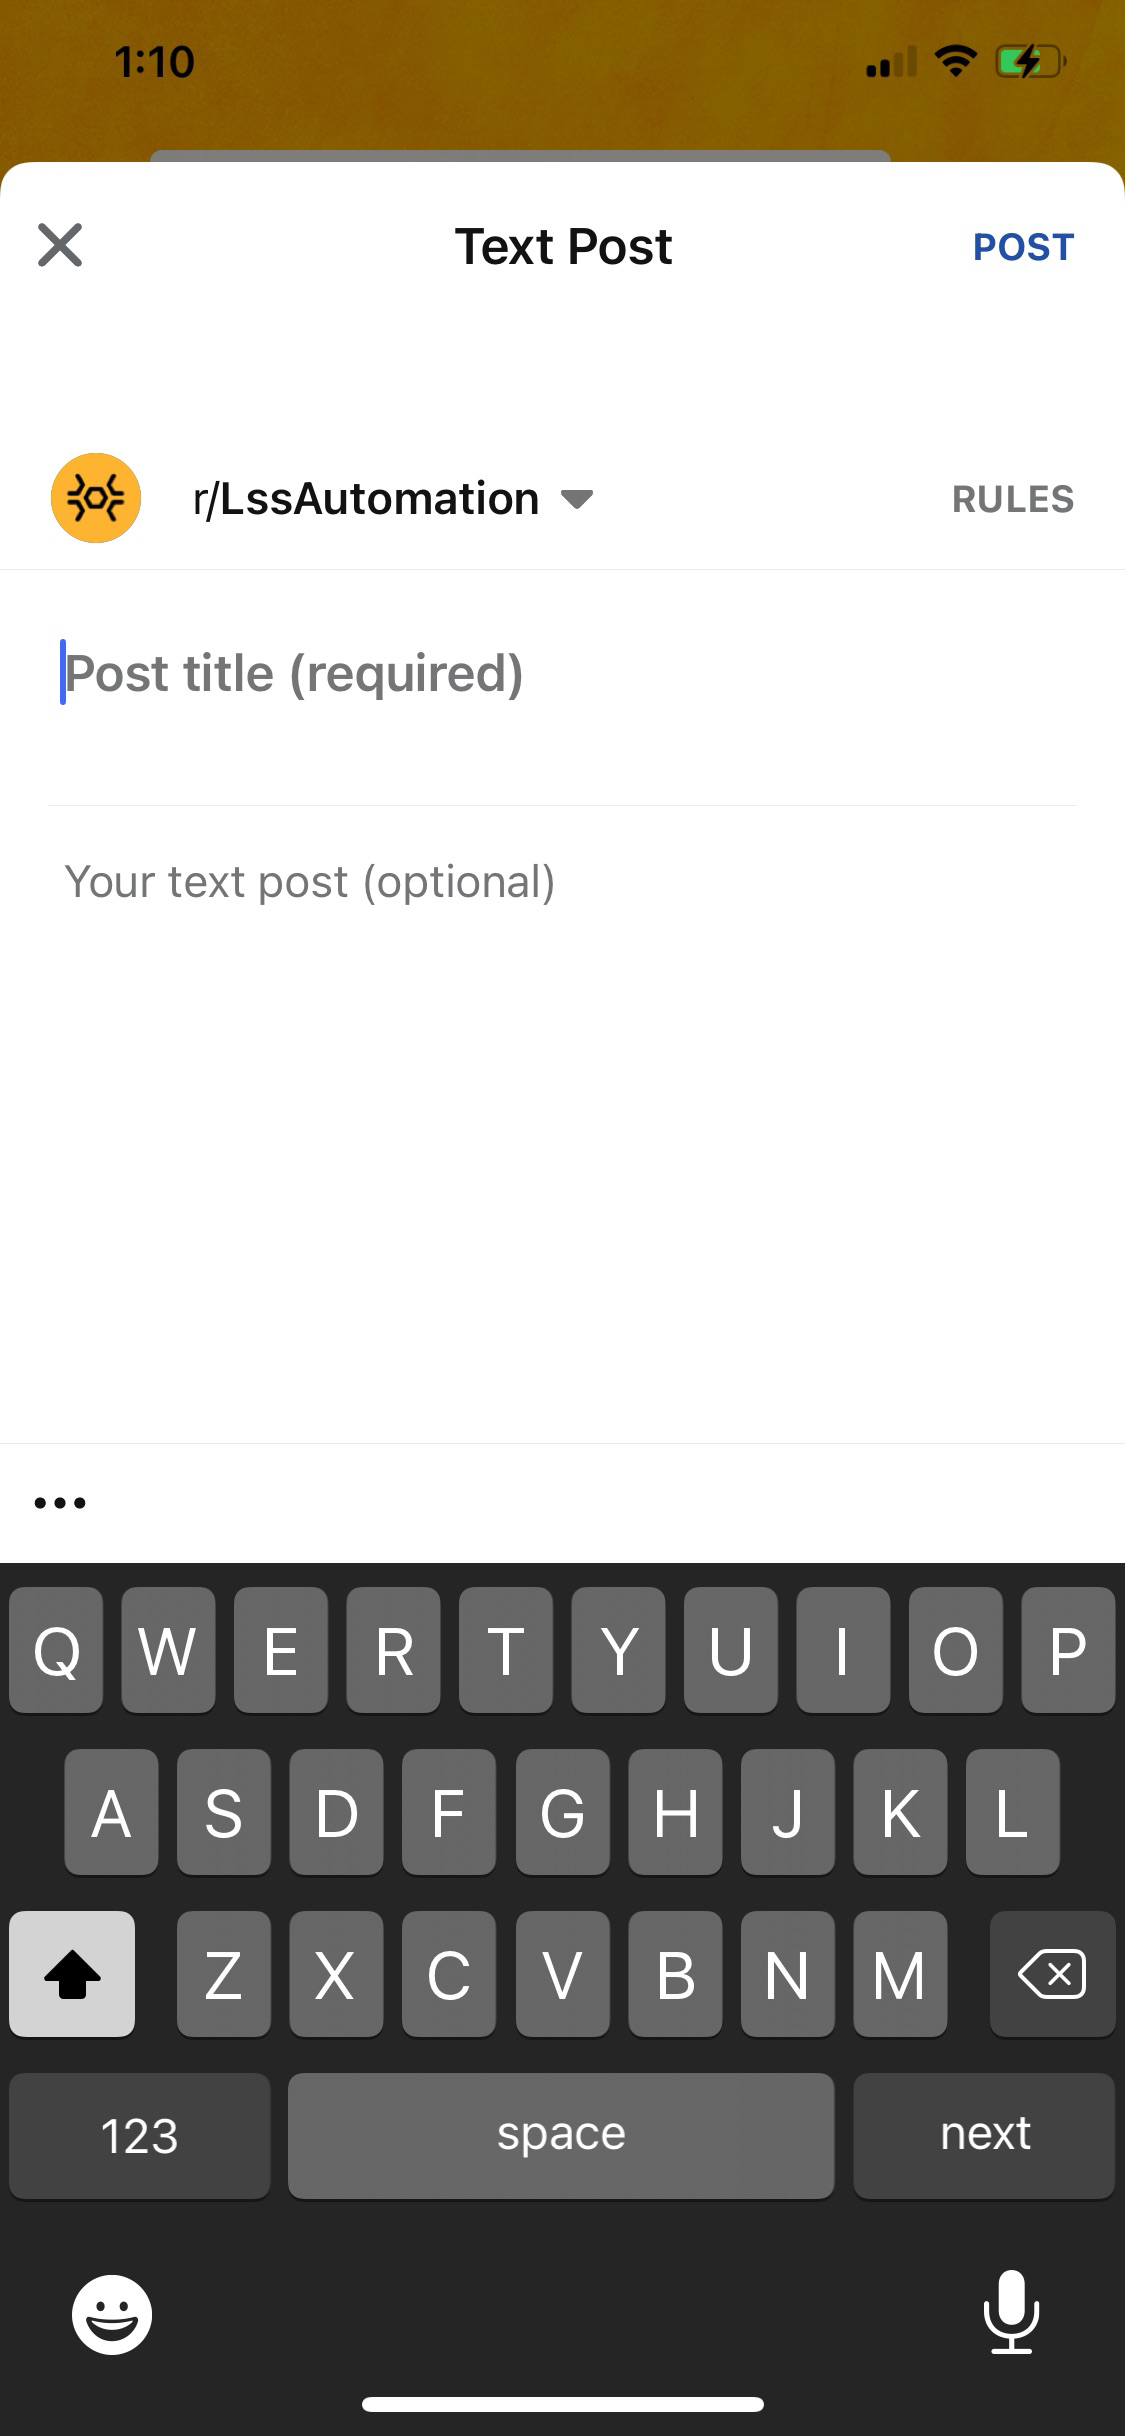 1:10
Text Post
POST
r/LssAutomation
RULES
Post title (required)
Your text post (optional)
Q W E R T Y U I O P
A S D F G H J K L
Z X C V B N M
123 space next